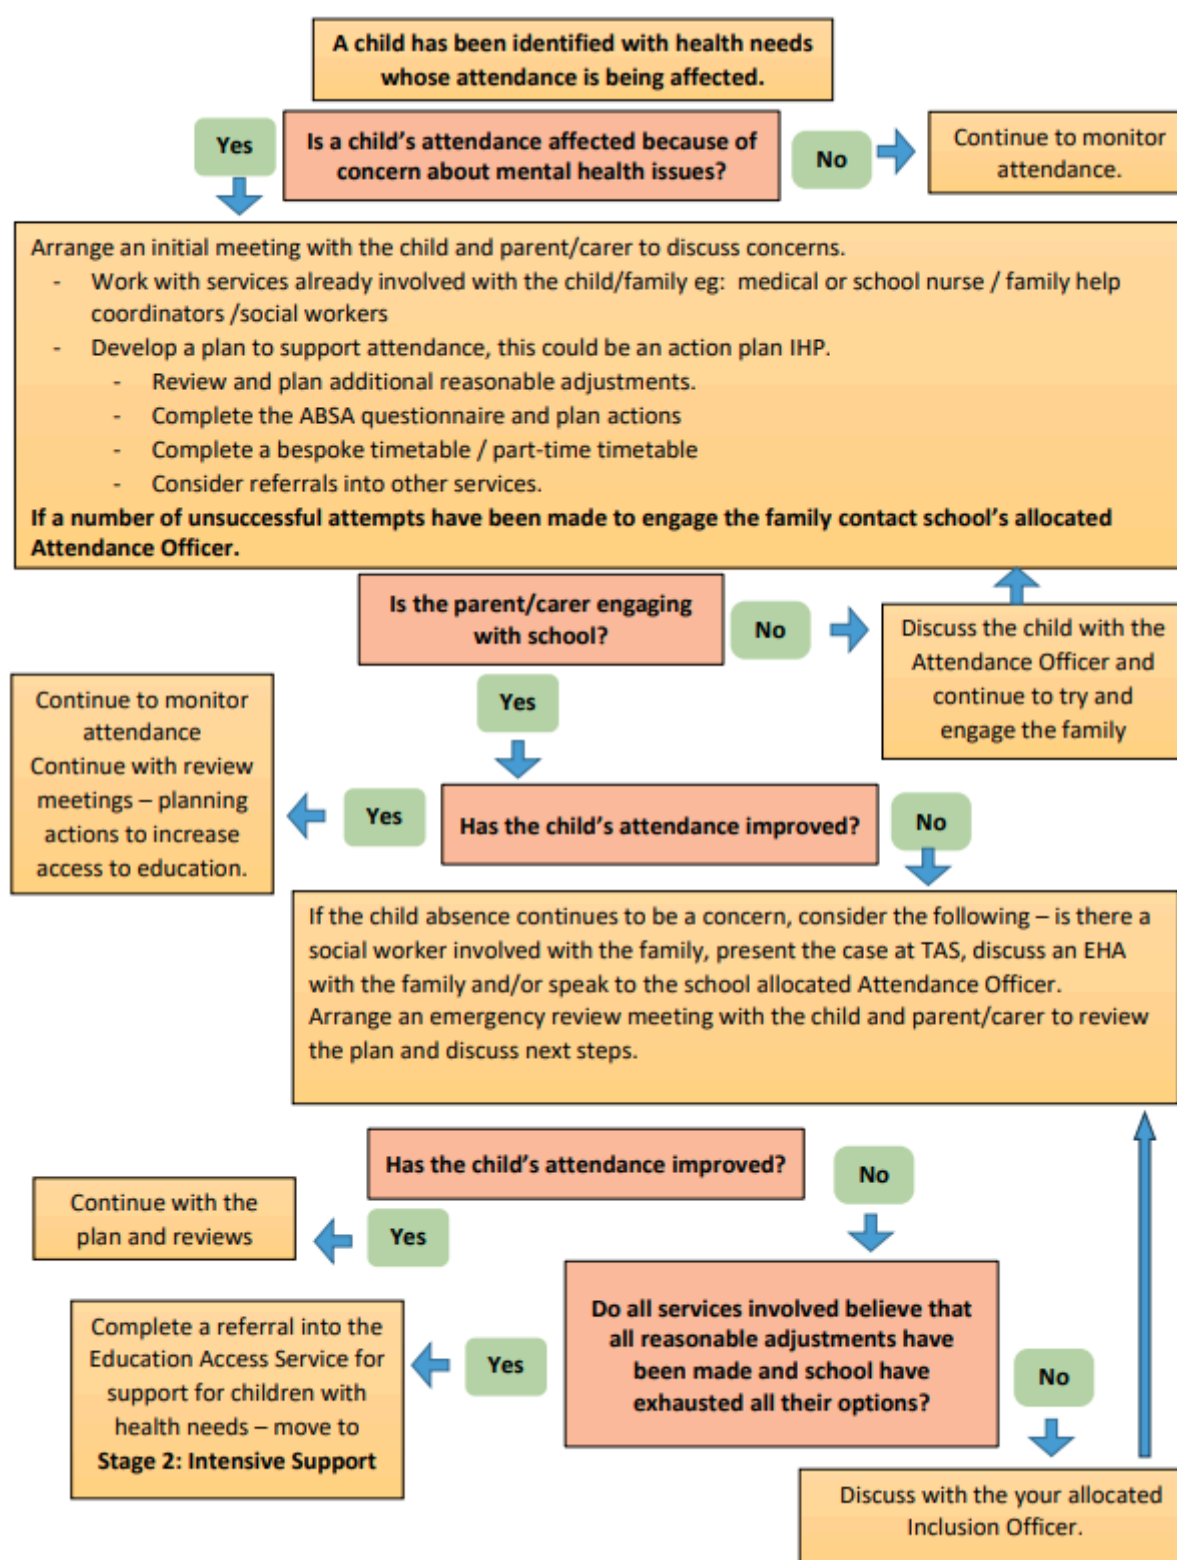 A child has been identified with health needs
whose attendance is being affected.
Yes
Is a child's attendance affected because of
concern about mental health issues?
No
Continue to monitor
attendance.
Arrange an initial meeting with the child and parent/carer to discuss concerns.
- Work with services already involved with the child/family eg: medical or school nurse / family help
coordinators /social workers
- Develop a plan to support attendance, this could be an action plan IHP.
- Review and plan additional reasonable adjustments.
- Complete the ABSA questionnaire and plan actions
- Complete a bespoke timetable / part-time timetable
- Consider referrals into other services.
If a number of unsuccessful attempts have been made to engage the family contact school's allocated
Attendance Officer.
Is the parent/carer engaging
with school?
No
Discuss the child with the
Attendance Officer and
continue to try and
engage the family
Yes
Continue to monitor
attendance
Continue with review
meetings – planning
actions to increase
access to education.
Yes
Has the child's attendance improved?
No
If the child absence continues to be a concern, consider the following – is there a
social worker involved with the family, present the case at TAS, discuss an EHA
with the family and/or speak to the school allocated Attendance Officer.
Arrange an emergency review meeting with the child and parent/carer to review
the plan and discuss next steps.
Has the child's attendance improved?
No
Continue with the
plan and reviews
Yes
Do all services involved believe that
all reasonable adjustments have
been made and school have
exhausted all their options?
Yes
Complete a referral into the
Education Access Service for
support for children with
health needs – move to
Stage 2: Intensive Support
No
Discuss with the your allocated
Inclusion Officer.